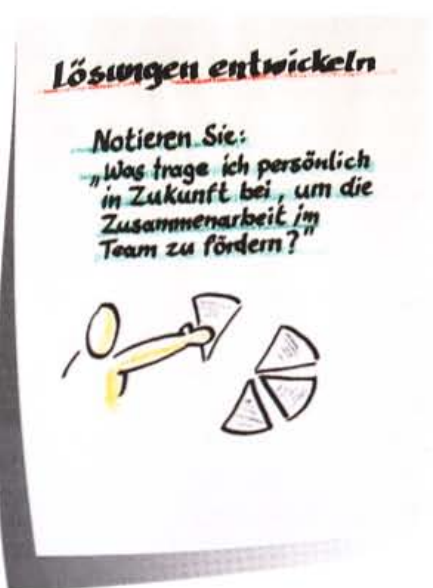 Lösungen entwickeln
Notieren Sie:
„Was trage ich persönlich
in Zukunft bei, um die
Zusammenarbeit im
Team zu fördern?"